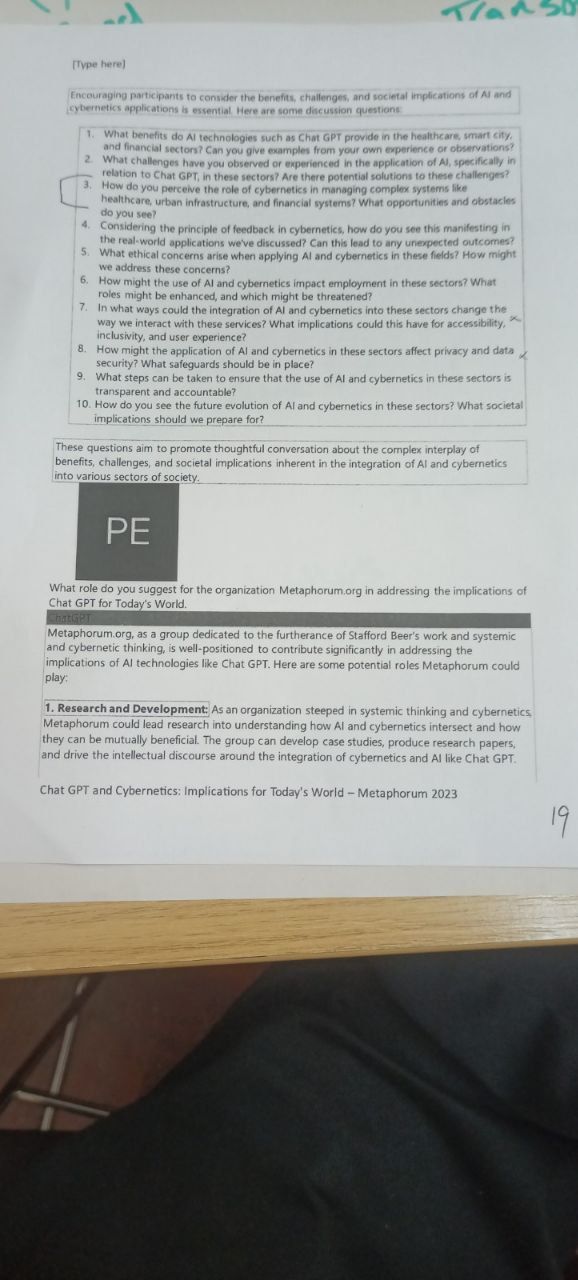 Transo
[Type here]
Encouraging participants to consider the benefits, challenges, and societal implications of AI and
cybernetics applications is essential. Here are some discussion questions:
1. What benefits do AI technologies such as Chat GPT provide in the healthcare, smart city,
and financial sectors? Can you give examples from your own experience or observations?
2. What challenges have you observed or experienced in the application of AI, specifically in
relation to Chat GPT, in these sectors? Are there potential solutions to these challenges?
3. How do you perceive the role of cybernetics in managing complex systems like
healthcare, urban infrastructure, and financial systems? What opportunities and obstacles
do you see?
4. Considering the principle of feedback in cybernetics, how do you see this manifesting in
the real-world applications we've discussed? Can this lead to any unexpected outcomes?
5. What ethical concerns arise when applying AI and cybernetics in these fields? How might
we address these concerns?
6. How might the use of AI and cybernetics impact employment in these sectors? What
roles might be enhanced, and which might be threatened?
7. In what ways could the integration of AI and cybernetics into these sectors change the
way we interact with these services? What implications could this have for accessibility,
inclusivity, and user experience?
8. How might the application of AI and cybernetics in these sectors affect privacy and data
security? What safeguards should be in place?
9. What steps can be taken to ensure that the use of AI and cybernetics in these sectors is
transparent and accountable?
10. How do you see the future evolution of AI and cybernetics in these sectors? What societal
implications should we prepare for?
These questions aim to promote thoughtful conversation about the complex interplay of
benefits, challenges, and societal implications inherent in the integration of AI and cybernetics
into various sectors of society.
PE
What role do you suggest for the organization Metaphorum.org in addressing the implications of
Chat GPT for Today's World.
ChatGPT
Metaphorum.org, as a group dedicated to the furtherance of Stafford Beer's work and systemic
and cybernetic thinking, is well-positioned to contribute significantly in addressing the
implications of AI technologies like Chat GPT. Here are some potential roles Metaphorum could
play:
1. Research and Development: As an organization steeped in systemic thinking and cybernetics,
Metaphorum could lead research into understanding how AI and cybernetics intersect and how
they can be mutually beneficial. The group can develop case studies, produce research papers,
and drive the intellectual discourse around the integration of cybernetics and AI like Chat GPT.
Chat GPT and Cybernetics: Implications for Today's World – Metaphorum 2023
19